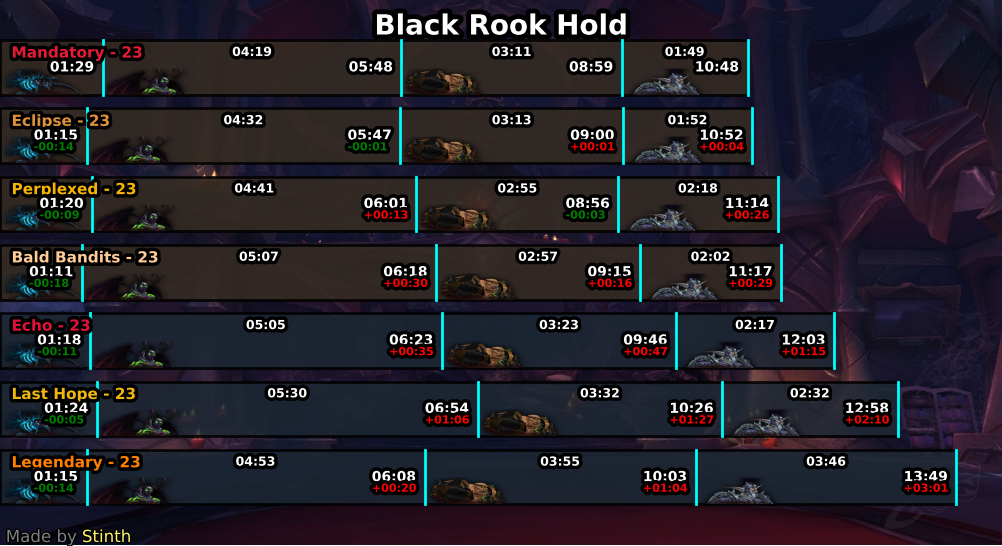 Black Rook Hold
Mandatory - 23
04:19 03:11 01:49
01:29 05:48 08:59 10:48
Eclipse - 23
04:32 03:13 01:52
01:15 05:47 09:00 10:52
-00:14 -00:01 +00:01 +00:04
Perplexed - 23
04:41 02:55 02:18
01:20 06:01 08:56 11:14
-00:09 +00:13 -00:03 +00:26
Bald Bandits - 23
05:07 02:57 02:02
01:11 06:18 09:15 11:17
-00:18 +00:30 +00:16 +00:29
Echo - 23
05:05 03:23 02:17
01:18 06:23 09:46 12:03
-00:11 +00:35 +00:47 +01:15
Last Hope - 23
05:30 03:32 02:32
01:24 06:54 10:26 12:58
-00:05 +01:06 +01:27 +02:10
Legendary - 23
04:53 03:55 03:46
01:15 06:08 10:03 13:49
-00:14 +00:20 +01:04 +03:01
Made by Stinth